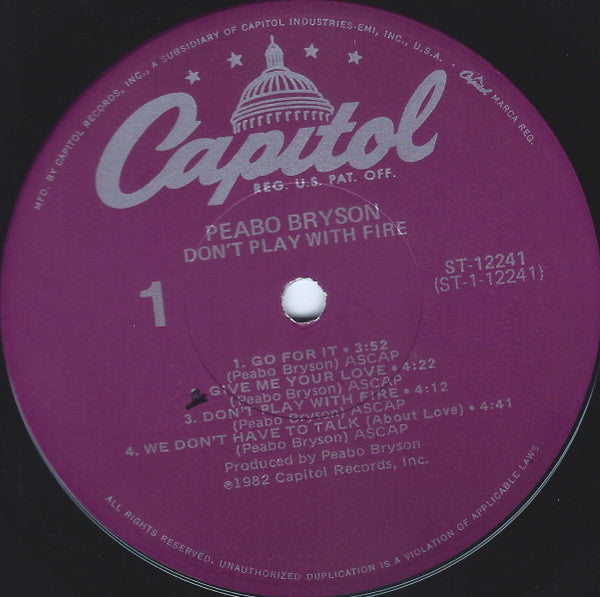 MFD. BY CAPITOL RECORDS, INC., A SUBSIDIARY OF CAPITOL INDUSTRIES-EMI, INC., U.S.A. • Capitol MARCA REG.
Capitol
REG. U.S. PAT. OFF.
PEABO BRYSON
DON'T PLAY WITH FIRE
1
ST-12241
(ST-1-12241)
1. GO FOR IT • 3:52
(Peabo Bryson) ASCAP
GIVE ME YOUR LOVE • 4:22
(Peabo Bryson) ASCAP
3. DON'T PLAY WITH FIRE • 4:12
(Peabo Bryson) ASCAP
4. WE DON'T HAVE TO TALK (About Love) • 4:41
(Peabo Bryson) ASCAP
Produced by Peabo Bryson
℗1982 Capitol Records, Inc.
ALL RIGHTS RESERVED. UNAUTHORIZED DUPLICATION IS A VIOLATION OF APPLICABLE LAWS